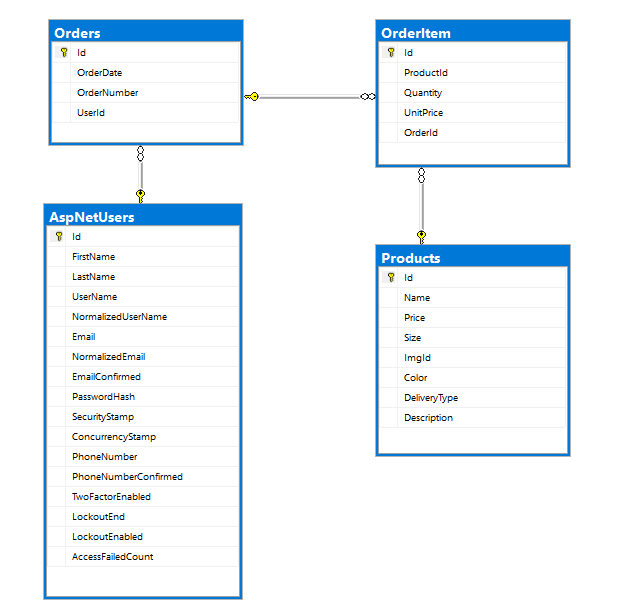 Orders
Id
OrderDate
OrderNumber
UserId
OrderItem
Id
ProductId
Quantity
UnitPrice
OrderId
AspNetUsers
Id
FirstName
LastName
UserName
NormalizedUserName
Email
NormalizedEmail
EmailConfirmed
PasswordHash
SecurityStamp
ConcurrencyStamp
PhoneNumber
PhoneNumberConfirmed
TwoFactorEnabled
LockoutEnd
LockoutEnabled
AccessFailedCount
Products
Id
Name
Price
Size
ImgId
Color
DeliveryType
Description